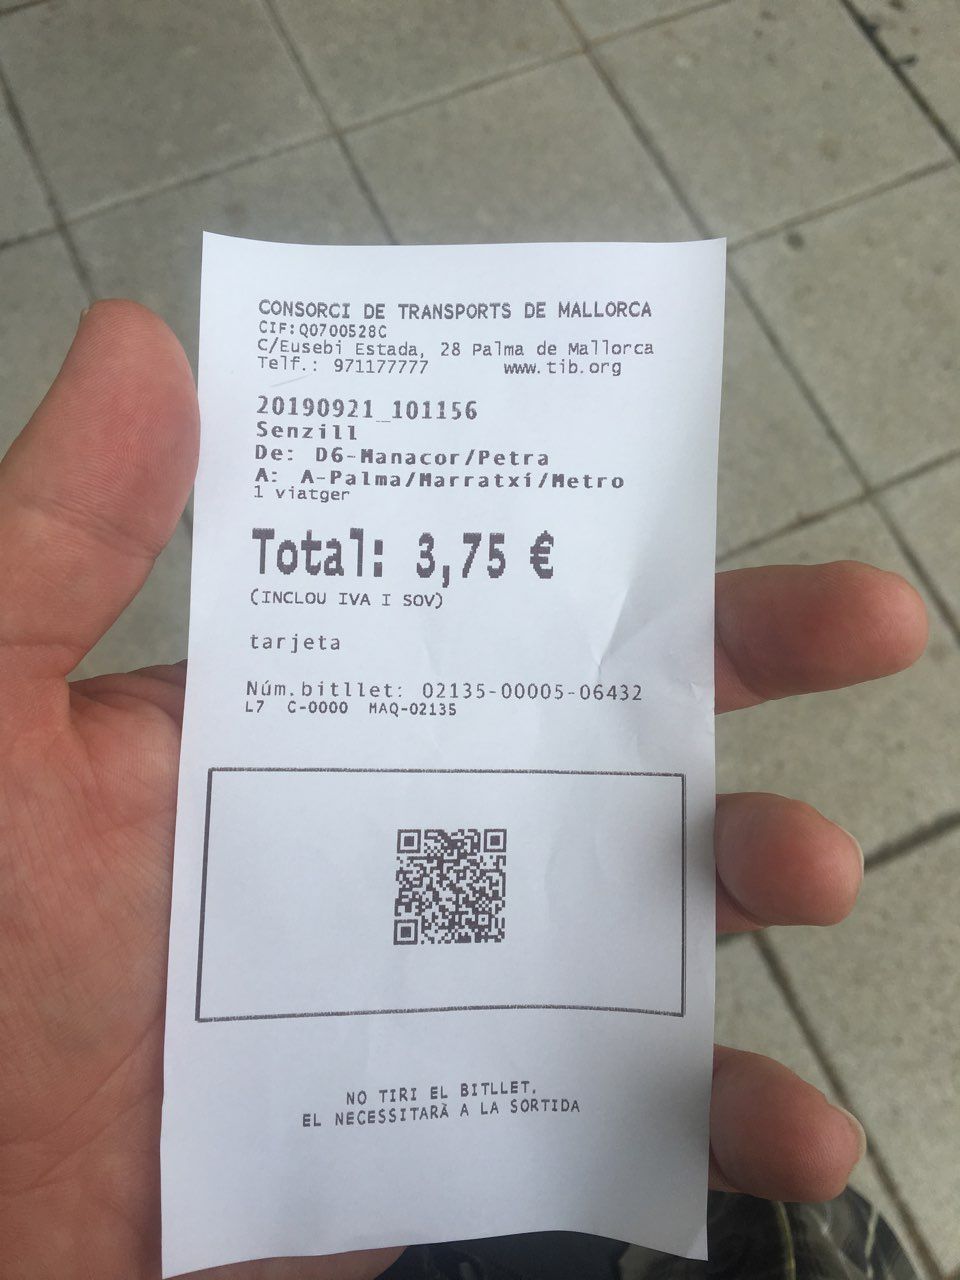 CONSORCI DE TRANSPORTS DE MALLORCA
CIF:Q0700528C
C/Eusebi Estada, 28 Palma de Mallorca
Telf.: 971177777 www.tib.org
20190921_101156
Senzill
De: D6-Manacor/Petra
A: A-Palma/Marratxí/Metro
1 viatger
Total: 3,75 €
(INCLOU IVA I SOV)
tarjeta
Núm.bitllet: 02135-00005-06432
L7 C-0000 MAQ-02135
NO TIRI EL BITLLET.
EL NECESSITARÀ A LA SORTIDA